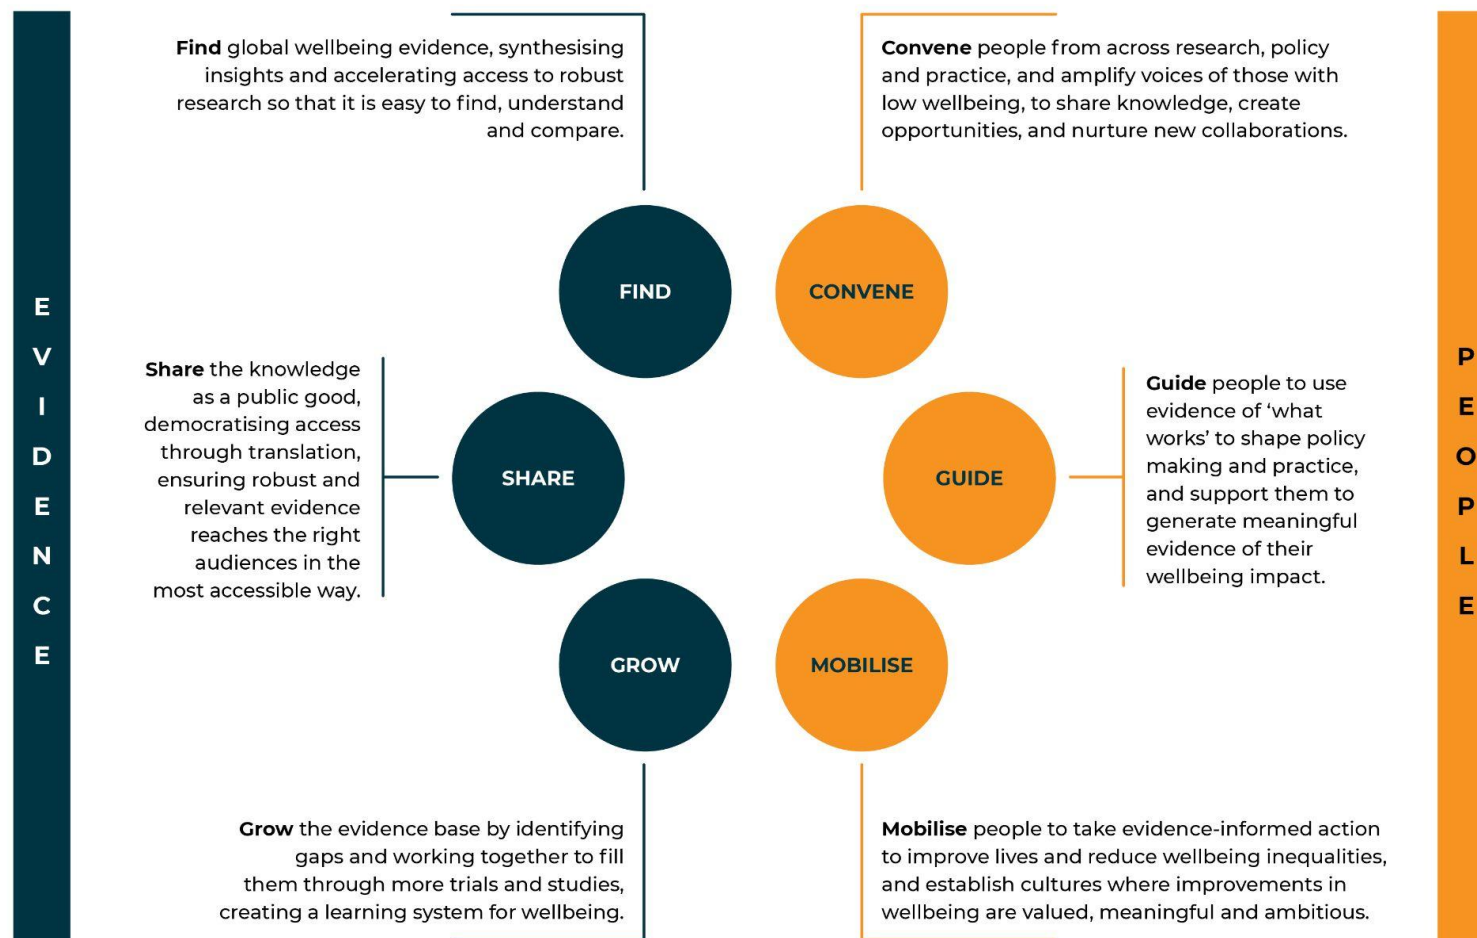 EVIDENCE
Find global wellbeing evidence, synthesising
insights and accelerating access to robust
research so that it is easy to find, understand
and compare.
FIND
Share the knowledge
as a public good,
democratising access
through translation,
ensuring robust and
relevant evidence
reaches the right
audiences in the
most accessible way.
SHARE
GROW
Grow the evidence base by identifying
gaps and working together to fill
them through more trials and studies,
creating a learning system for wellbeing.
Convene people from across research, policy
and practice, and amplify voices of those with
low wellbeing, to share knowledge, create
opportunities, and nurture new collaborations.
CONVENE
GUIDE
Guide people to use
evidence of ‘what
works’ to shape policy
making and practice,
and support them to
generate meaningful
evidence of their
wellbeing impact.
MOBILISE
Mobilise people to take evidence-informed action
to improve lives and reduce wellbeing inequalities,
and establish cultures where improvements in
wellbeing are valued, meaningful and ambitious.
PEOPLE